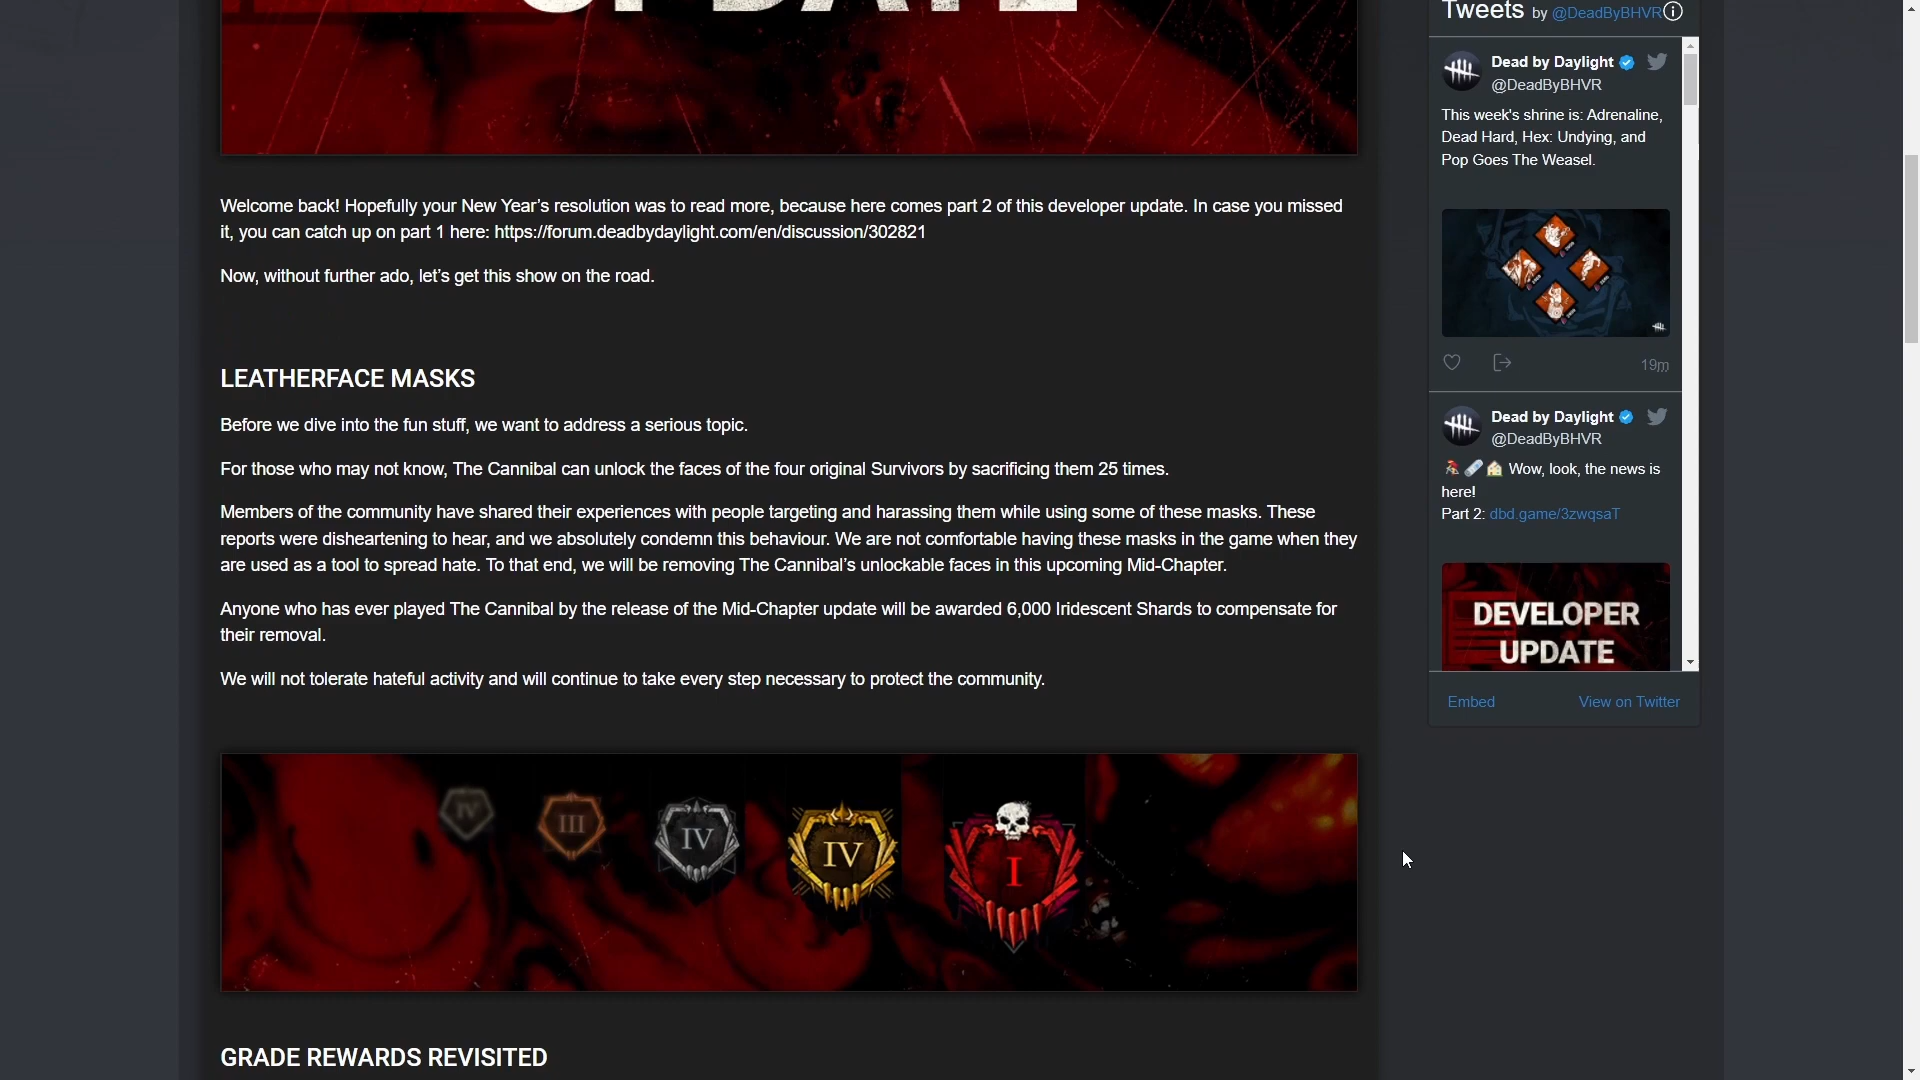 UPDATE
Welcome back! Hopefully your New Year’s resolution was to read more, because here comes part 2 of this developer update. In case you missed
it, you can catch up on part 1 here: https://forum.deadbydaylight.com/en/discussion/302821
Now, without further ado, let’s get this show on the road.
LEATHERFACE MASKS
Before we dive into the fun stuff, we want to address a serious topic.
For those who may not know, The Cannibal can unlock the faces of the four original Survivors by sacrificing them 25 times.
Members of the community have shared their experiences with people targeting and harassing them while using some of these masks. These
reports were disheartening to hear, and we absolutely condemn this behaviour. We are not comfortable having these masks in the game when they
are used as a tool to spread hate. To that end, we will be removing The Cannibal’s unlockable faces in this upcoming Mid-Chapter.
Anyone who has ever played The Cannibal by the release of the Mid-Chapter update will be awarded 6,000 Iridescent Shards to compensate for
their removal.
We will not tolerate hateful activity and will continue to take every step necessary to protect the community.
IV III IV IV I
GRADE REWARDS REVISITED
Tweets by @DeadByBHVR
Dead by Daylight
@DeadByBHVR
This week's shrine is: Adrenaline,
Dead Hard, Hex: Undying, and
Pop Goes The Weasel.
19m
Dead by Daylight
@DeadByBHVR
Wow, look, the news is
here!
Part 2: dbd.game/3zwqsaT
DEVELOPER
UPDATE
Embed View on Twitter